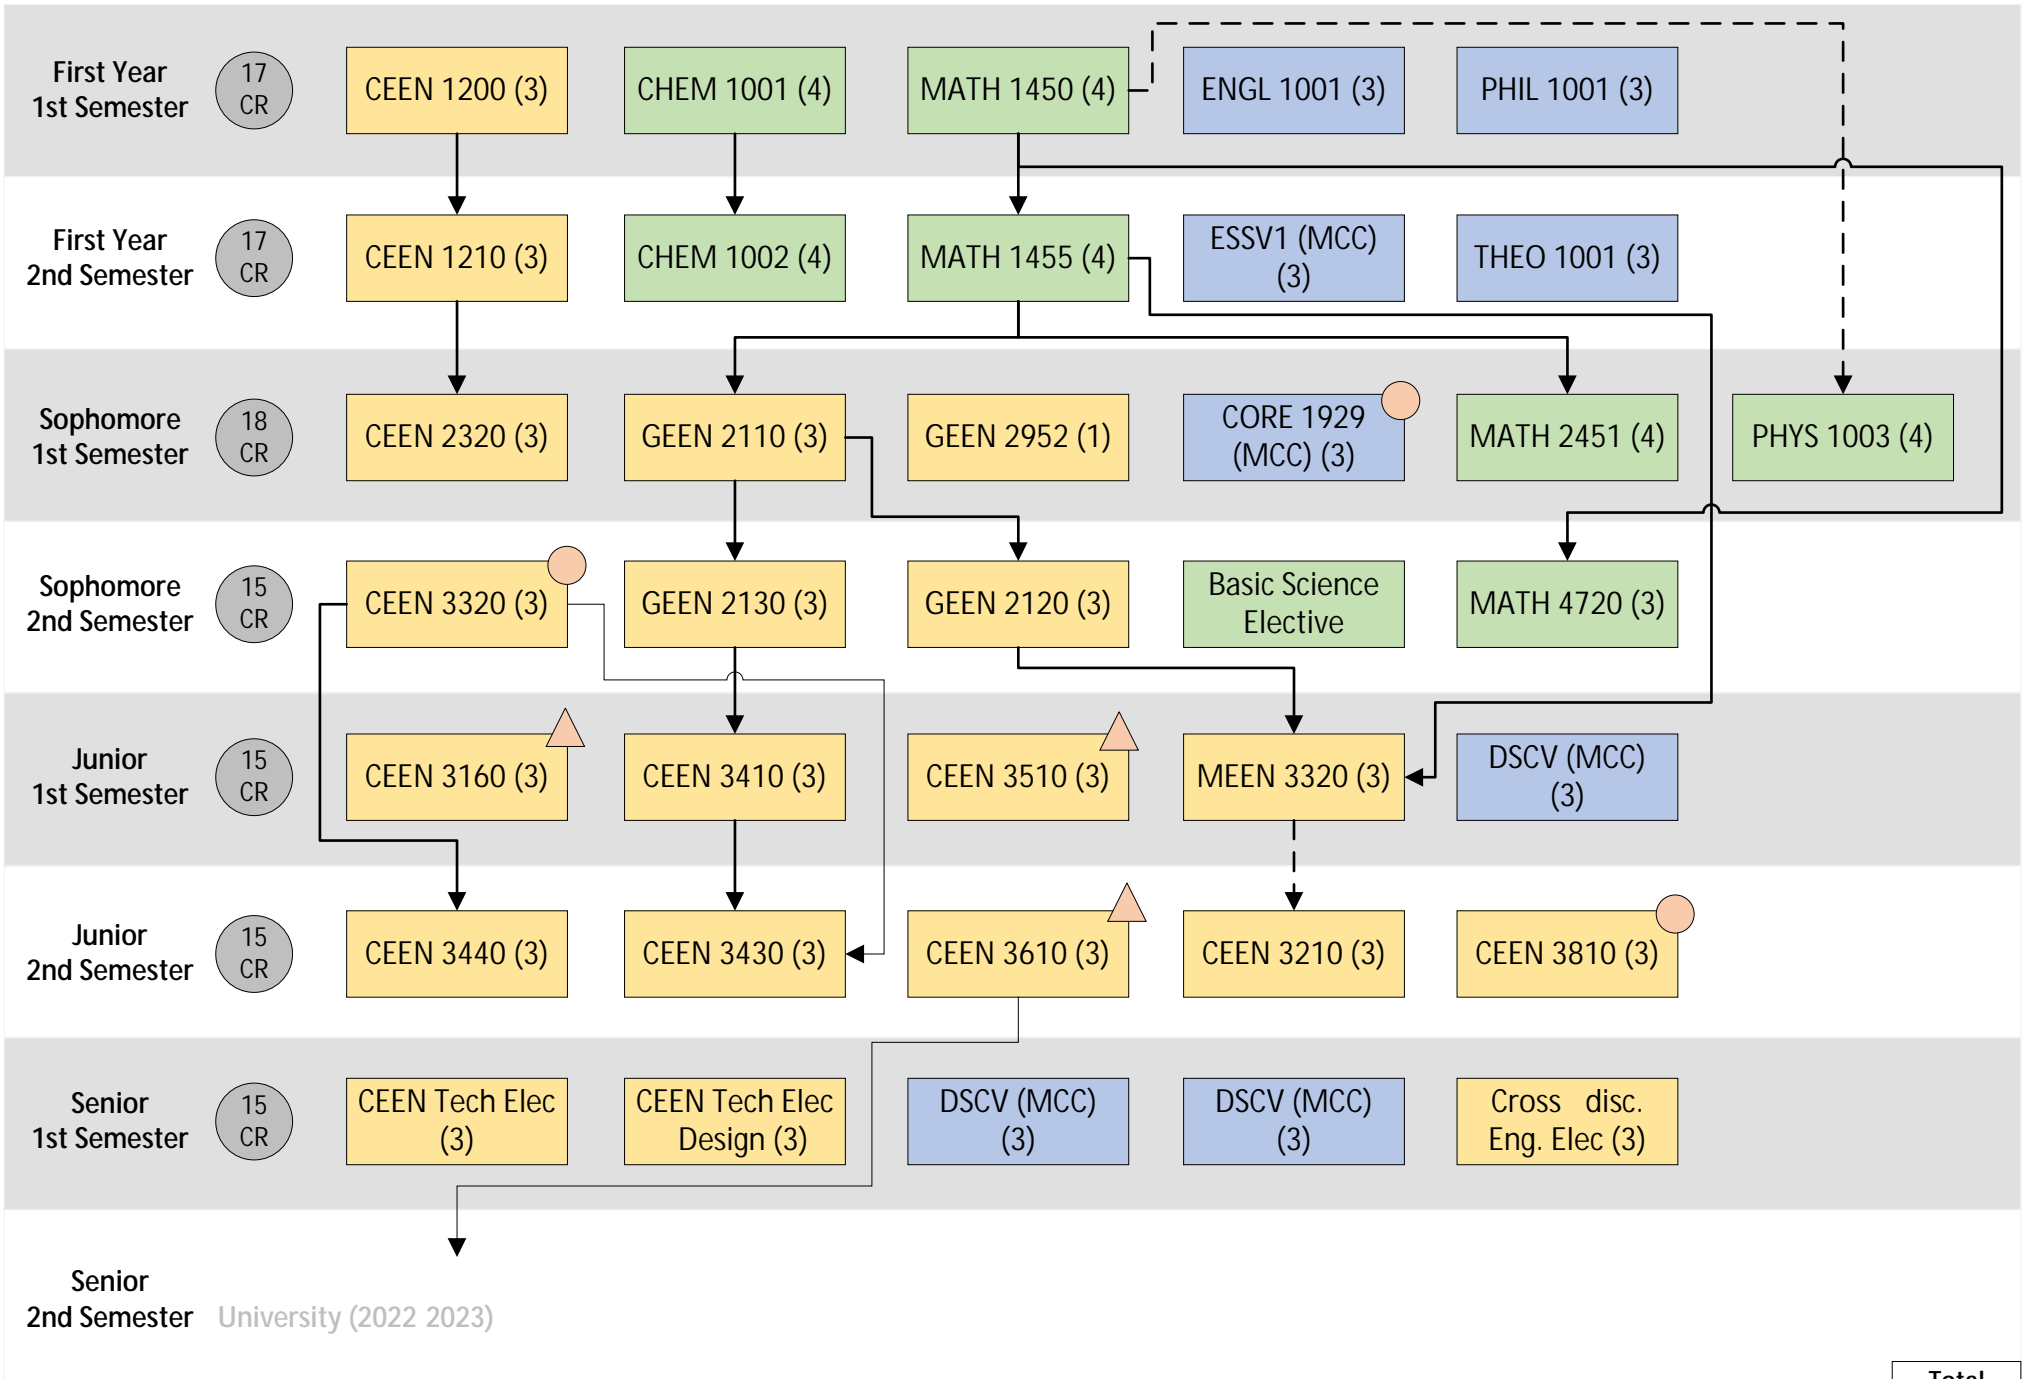 First Year
1st Semester
17
CR
CEEN 1200 (3)
CHEM 1001 (4)
MATH 1450 (4)
ENGL 1001 (3)
PHIL 1001 (3)
First Year
2nd Semester
17
CR
CEEN 1210 (3)
CHEM 1002 (4)
MATH 1455 (4)
ESSV1 (MCC)
(3)
THEO 1001 (3)
Sophomore
1st Semester
18
CR
CEEN 2320 (3)
GEEN 2110 (3)
GEEN 2952 (1)
CORE 1929
(MCC) (3)
MATH 2451 (4)
PHYS 1003 (4)
Sophomore
2nd Semester
15
CR
CEEN 3320 (3)
GEEN 2130 (3)
GEEN 2120 (3)
Basic Science
Elective
MATH 4720 (3)
Junior
1st Semester
15
CR
CEEN 3160 (3)
CEEN 3410 (3)
CEEN 3510 (3)
MEEN 3320 (3)
DSCV (MCC)
(3)
Junior
2nd Semester
15
CR
CEEN 3440 (3)
CEEN 3430 (3)
CEEN 3610 (3)
CEEN 3210 (3)
CEEN 3810 (3)
Senior
1st Semester
15
CR
CEEN Tech Elec
(3)
CEEN Tech Elec
Design (3)
DSCV (MCC)
(3)
DSCV (MCC)
(3)
Cross disc.
Eng. Elec (3)
Senior
2nd Semester
University (2022 2023)
Total